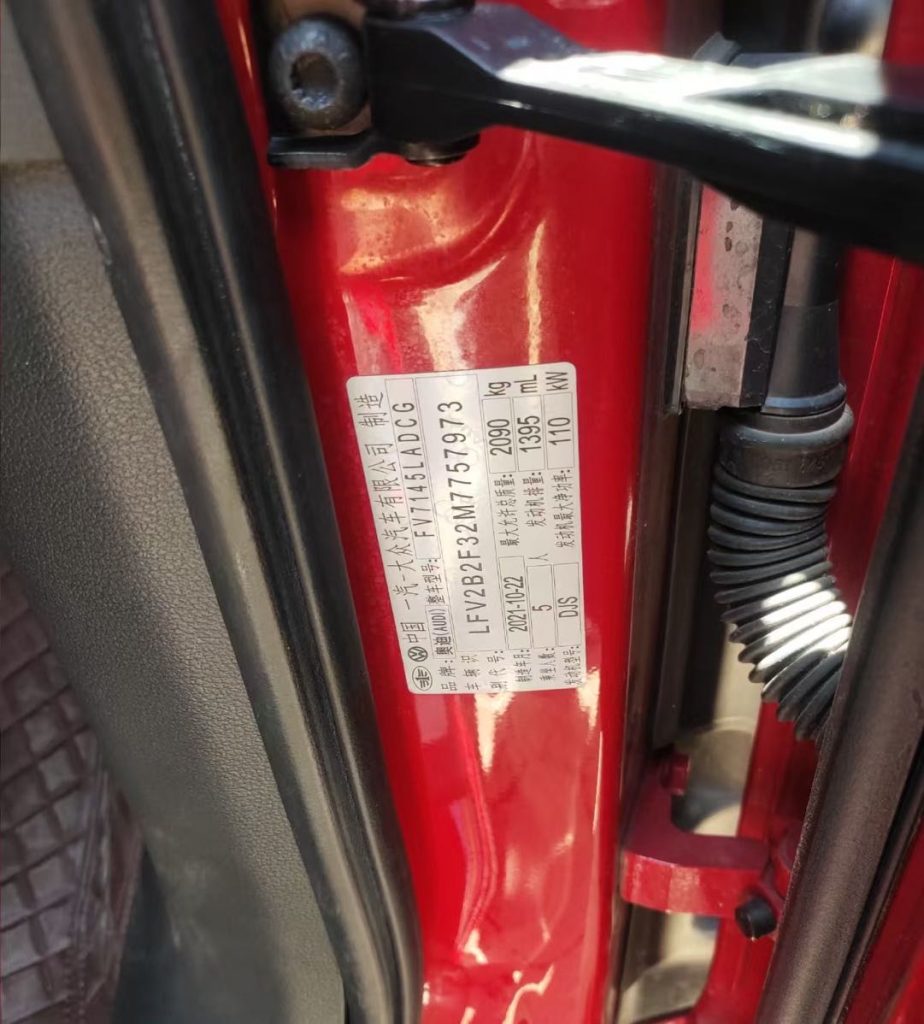 中国 一汽-大众汽车有限公司 制造
品牌：奥迪(AUDI) 整车型号： FV7145LADCG
车辆识别代号： LFV2B2F32M7757973
制造年月： 2021-10-22 最大允许总质量： 2090 kg
乘坐人数： 5 人 发动机排量： 1395 mL
发动机型号： DJS 发动机最大净功率： 110 kW